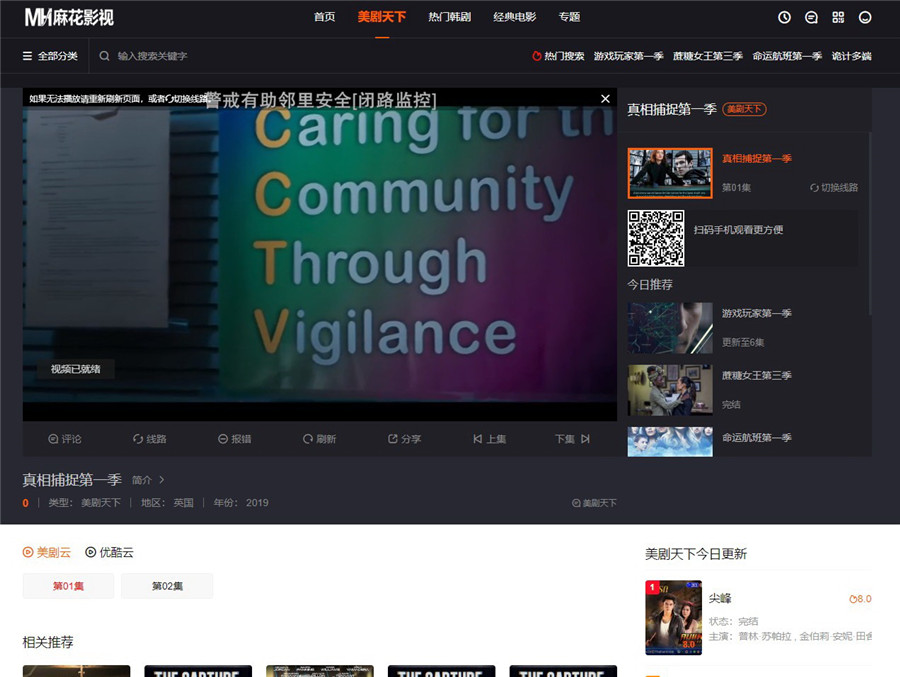 MH麻花影视
首页 美剧天下 热门韩剧 经典电影 专题
全部分类 输入搜索关键字 热门搜索 游戏玩家第一季 蔗糖女王第三季 命运航班第一季 诡计多端
如果无法播放请重新刷新页面，或者切换线路
警戒有助邻里安全[闭路监控]
Caring for th
Community
Through
Vigilance
视频已就绪
评论 线路 报错 刷新 分享 上集 下集
真相捕捉第一季 美剧天下
真相捕捉第一季
第01集 切换线路
扫码手机观看更方便
今日推荐
游戏玩家第一季
更新至6集
蔗糖女王第三季
完结
命运航班第一季
真相捕捉第一季 简介
0 类型： 美剧天下 地区： 英国 年份： 2019 美剧天下
美剧云 优酷云
第01集 第02集
相关推荐
THE CAPTURE THE CAPTURE THE CAPTURE
美剧天下今日更新
1
尖峰 8.0
状态：完结
主演：普林·苏帕拉，金伯莉·安妮·田